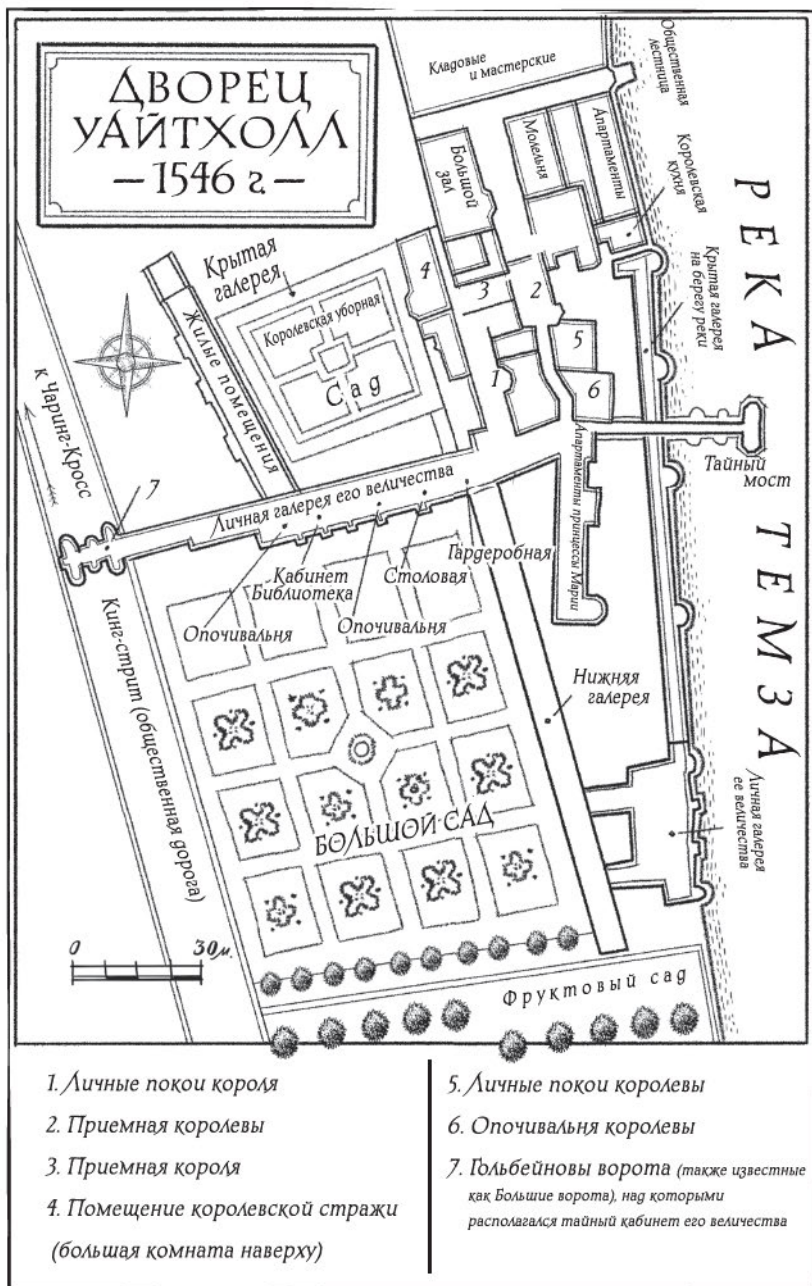 ДВОРЕЦ
УАЙТХОЛЛ
— 1546 г. —
Кладовые
и мастерские
Общественная
лестница
Большой
зал
Молельня
Апартаменты
Королевская
кухня
РЕКА ТЕМЗА
Крытая
галерея
Крытая галерея
на берегу реки
4
3
2
Жилые помещения
Королевская уборная
Сад
5
1
6
к Чаринг-Кросс
Апартаменты принцессы Марии
Тайный
мост
7
Личная галерея его величества
Гардеробная
Кабинет
Библиотека
Столовая
Опочивальня
Опочивальня
Кинг-стрит (общественная дорога)
Нижняя
галерея
Личная галерея
ее величества
БОЛЬШОЙ САД
0 30 м.
Фруктовый сад
1. Личные покои короля
2. Приемная королевы
3. Приемная короля
4. Помещение королевской стражи
(большая комната наверху)
5. Личные покои королевы
6. Опочивальня королевы
7. Гольбейновы ворота (также известные
как Большие ворота), над которыми
располагался тайный кабинет его величества